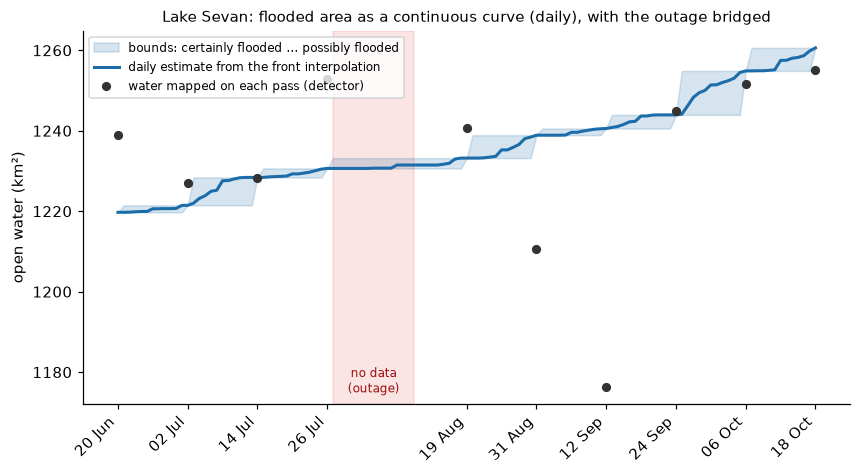 Lake Sevan: flooded area as a continuous curve (daily), with the outage bridged
bounds: certainly flooded ... possibly flooded
daily estimate from the front interpolation
water mapped on each pass (detector)
open water (km²)
1260
1240
1220
1200
1180
no data
(outage)
20 Jun
02 Jul
14 Jul
26 Jul
19 Aug
31 Aug
12 Sep
24 Sep
06 Oct
18 Oct